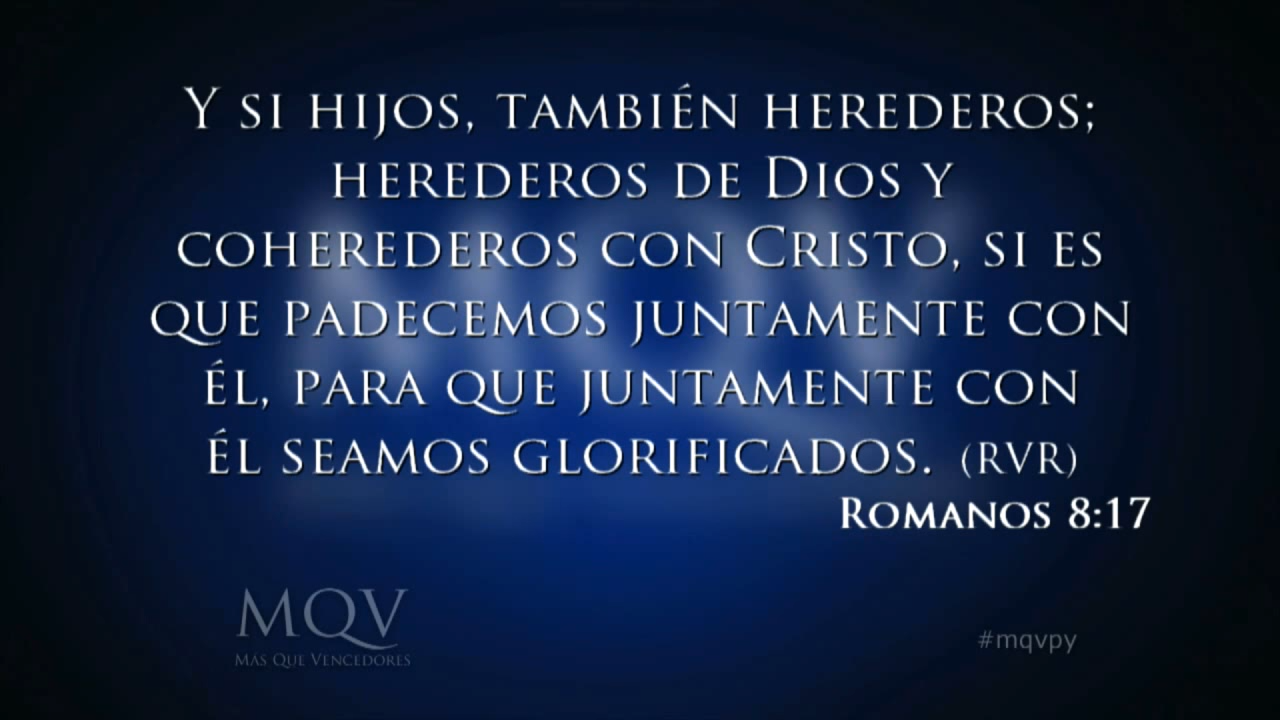 Y si hijos, también herederos;
herederos de Dios y
coherederos con Cristo, si es
que padecemos juntamente con
él, para que juntamente con
él seamos glorificados. (RVR)
Romanos 8:17
MQV
Más Que Vencedores
#mqvpy